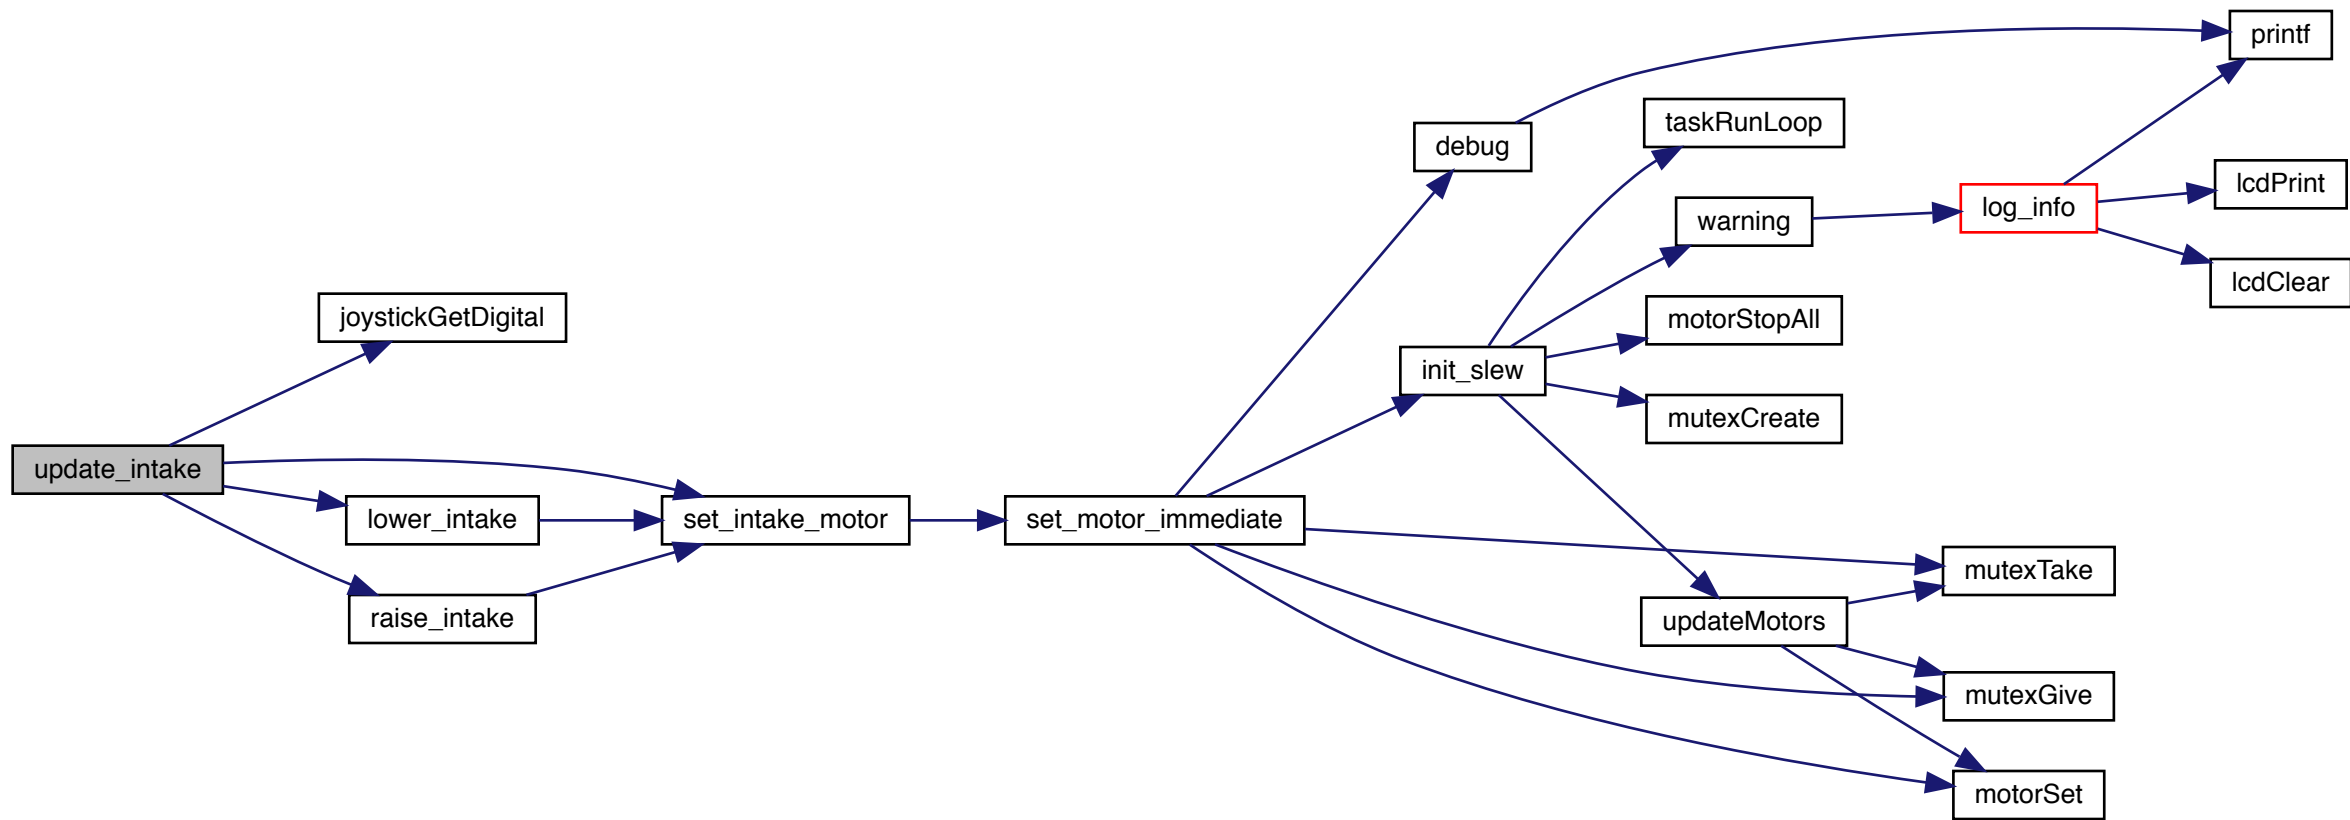 update_intake
joystickGetDigital
lower_intake
raise_intake
set_intake_motor
set_motor_immediate
debug
init_slew
taskRunLoop
warning
motorStopAll
mutexCreate
updateMotors
log_info
mutexTake
mutexGive
motorSet
printf
lcdPrint
lcdClear